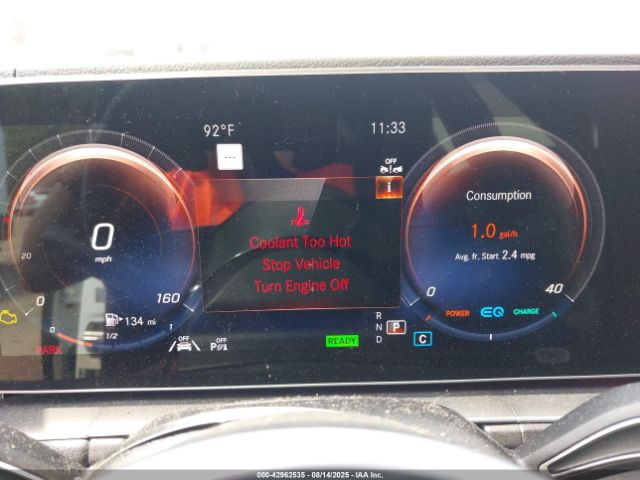 92°F
11:33
---
OFF
Coolant Too Hot
Stop Vehicle
Turn Engine Off
Consumption
1.0 gal/h
Avg. fr. Start 2.4 mpg
0
mph
20
0
160
0
40
POWER
EQ
CHARGE
134 mi
0
1/2
1
PARK
OFF
OFF
P
READY
R
N
P
D
C
000-42962535 - 08/14/2025 - IAA Inc.